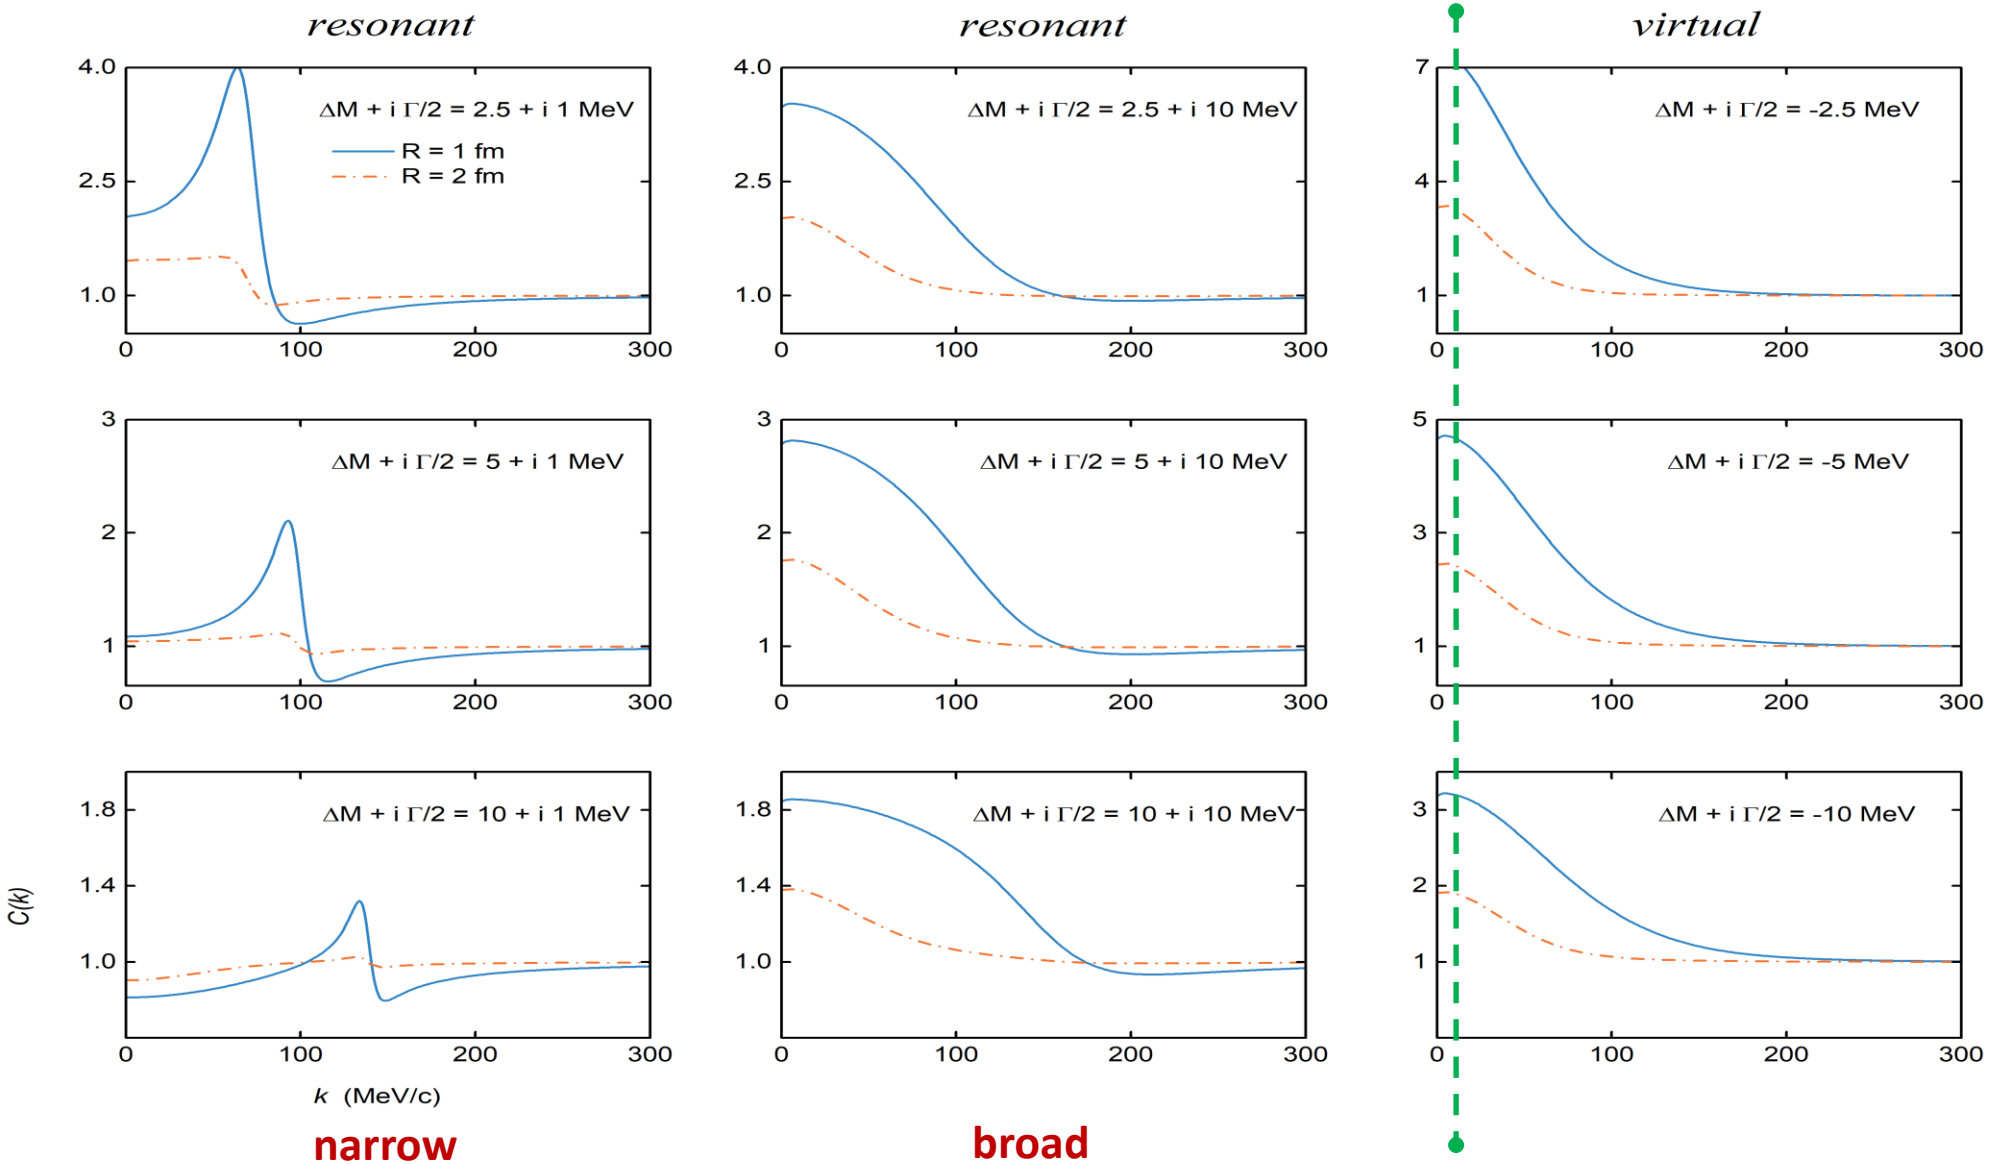 resonant
resonant
virtual
4.0
2.5
1.0
0 100 200 300
ΔM + i Γ/2 = 2.5 + i 1 MeV
R = 1 fm
R = 2 fm
4.0
2.5
1.0
0 100 200 300
ΔM + i Γ/2 = 2.5 + i 10 MeV
7
4
1
0 100 200 300
ΔM + i Γ/2 = -2.5 MeV
3
2
1
0 100 200 300
ΔM + i Γ/2 = 5 + i 1 MeV
3
2
1
0 100 200 300
ΔM + i Γ/2 = 5 + i 10 MeV
5
3
1
0 100 200 300
ΔM + i Γ/2 = -5 MeV
C(k)
1.8
1.4
1.0
0 100 200 300
ΔM + i Γ/2 = 10 + i 1 MeV
k (MeV/c)
1.8
1.4
1.0
0 100 200 300
ΔM + i Γ/2 = 10 + i 10 MeV
3
2
1
0 100 200 300
ΔM + i Γ/2 = -10 MeV
narrow
broad